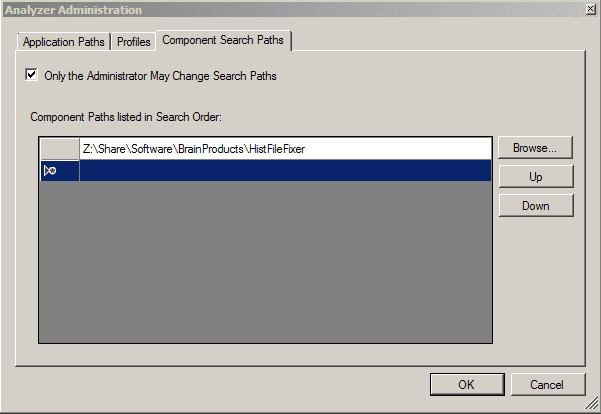 Analyzer Administration
Application Paths Profiles Component Search Paths
Only the Administrator May Change Search Paths
Component Paths listed in Search Order:
Z:\Share\Software\BrainProducts\HistFileFixer
Browse...
Up
Down
OK Cancel